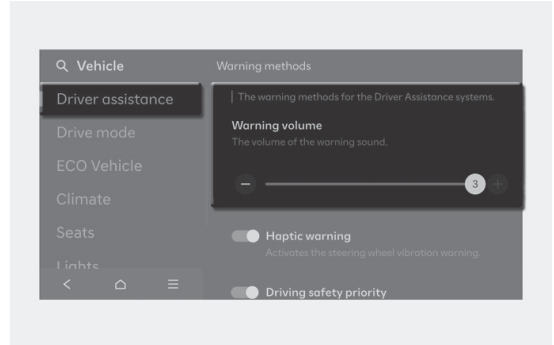 Vehicle
Warning methods
Driver assistance
The warning methods for the Driver Assistance systems.
Drive mode
Warning volume
The volume of the warning sound.
ECO Vehicle
Climate
3
Seats
Haptic warning
Activates the steering wheel vibration warning.
Lights
Driving safety priority